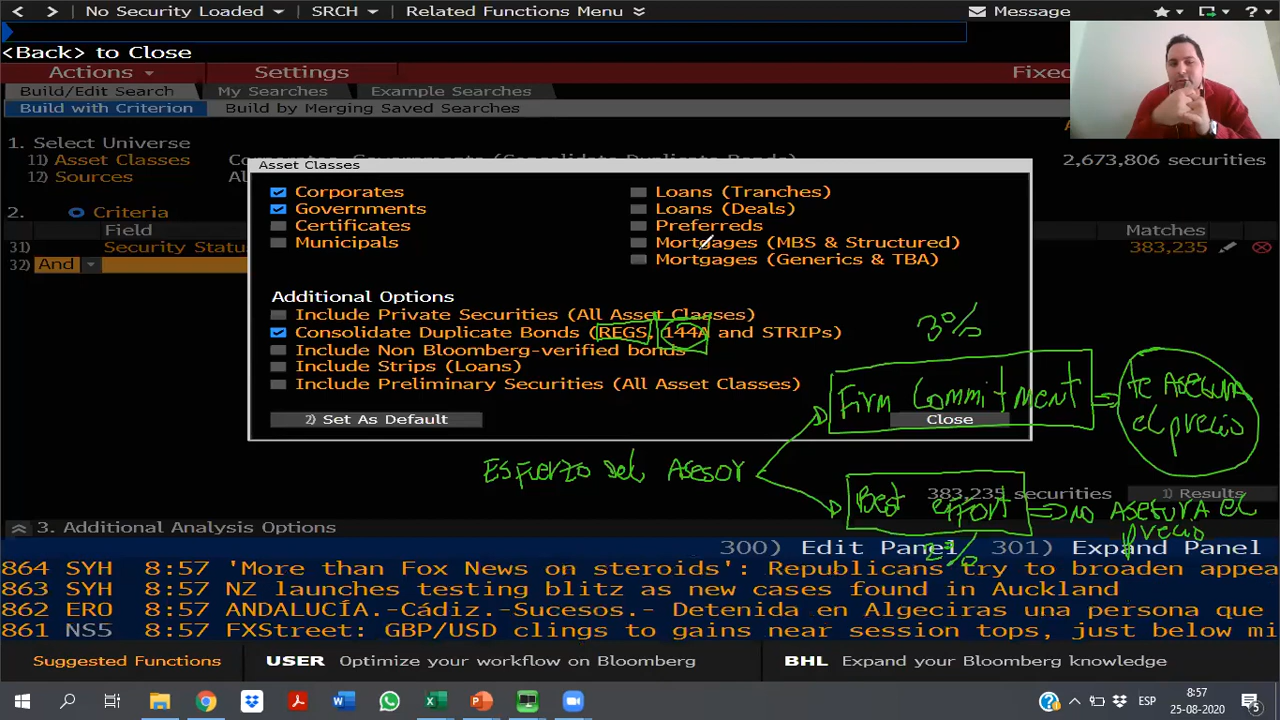 No Security Loaded SRCH Related Functions Menu Message
<Back> to Close
Actions Settings Fixed
Build/Edit Search My Searches Example Searches
Build with Criterion Build by Merging Saved Searches
1. Select Universe
11) Asset Classes 2,673,806 securities
12) Sources
2. Criteria
Field Matches
31) Security Status 383,235
32) And
Asset Classes
Corporates Loans (Tranches)
Governments Loans (Deals)
Certificates Preferreds
Municipals Mortgages (MBS & Structured)
Mortgages (Generics & TBA)
Additional Options
Include Private Securities (All Asset Classes)
Consolidate Duplicate Bonds (REGS, 144A and STRIPs)
Include Non Bloomberg-verified bonds
Include Strips (Loans)
Include Preliminary Securities (All Asset Classes)
2) Set As Default Close
3%
Firm Commitment te ASEGURA
el precio
Esfuerzo del Asesor
Best effort no ASEGURA el
precio
2%
383,235 securities 1) Results
3. Additional Analysis Options
300) Edit Panel 301) Expand Panel
864 SYH 8:57 'More than Fox News on steroids': Republicans try to broaden appea
863 SYH 8:57 NZ launches testing blitz as new cases found in Auckland
862 ERO 8:57 ANDALUCÍA.-Cádiz.-Sucesos.- Detenida en Algeciras una persona que
861 NS5 8:57 FXStreet: GBP/USD clings to gains near session tops, just below mi
Suggested Functions USER Optimize your workflow on Bloomberg BHL Expand your Bloomberg knowledge
ESP 8:57
25-08-2020 5